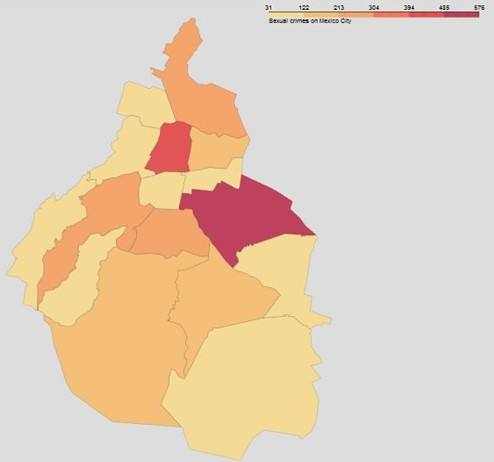 31 122 213 304 394 485 576
Sexual crimes on Mexico City